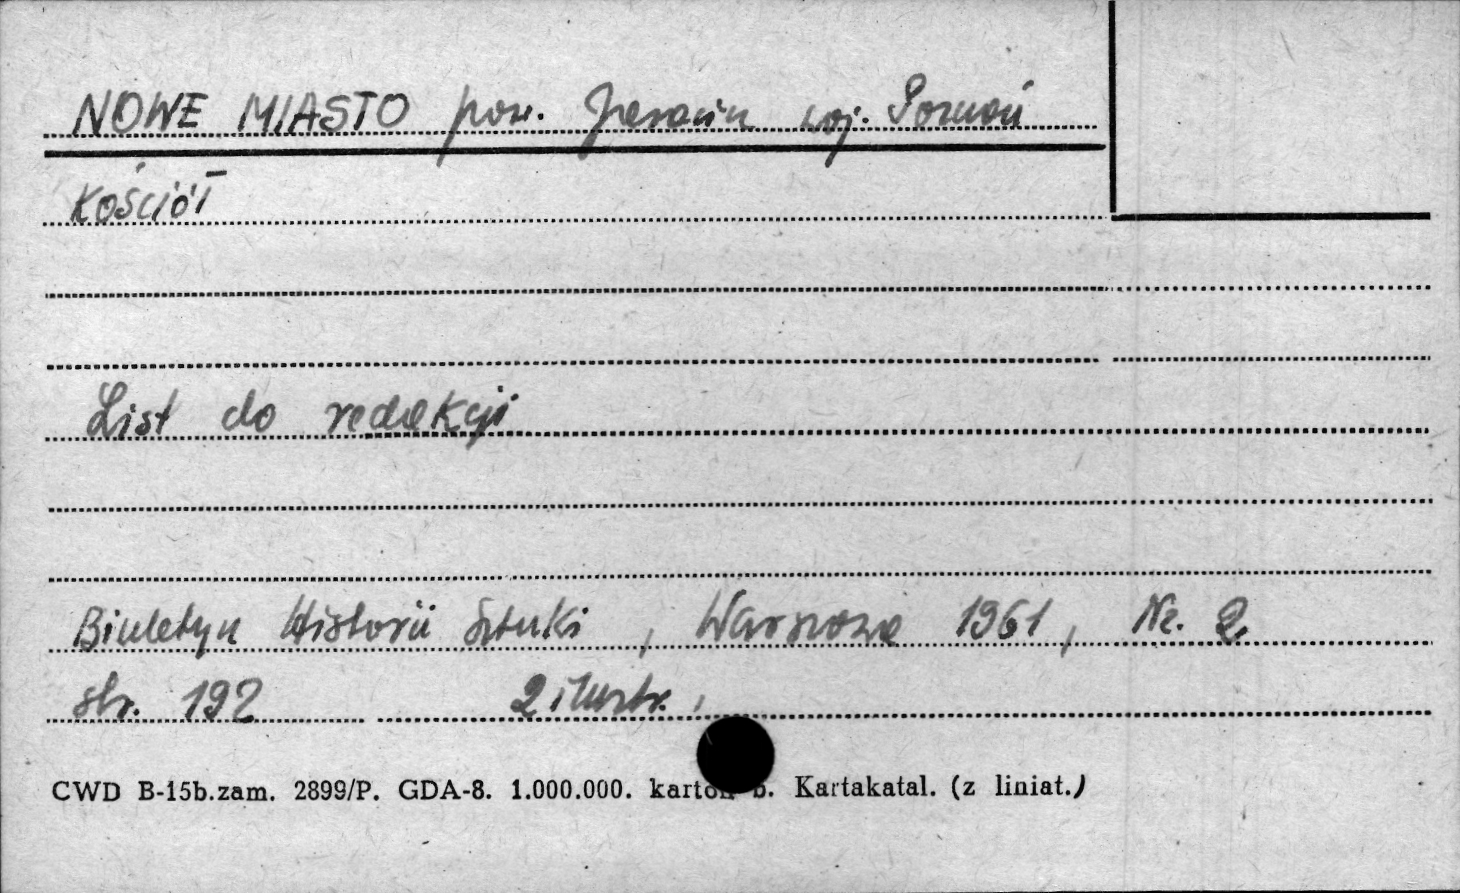 NOWE MIASTO pow. Jarocin woj. Poznań
Kościół
List do redakcji
Biuletyn Historii Sztuki, Warszawa 1961, Nr. 2,
str. 192 2 ilustr.,
CWD B-15b.zam. 2899/P. GDA-8. 1.000.000. karton b. Kartakatal. (z liniat.)